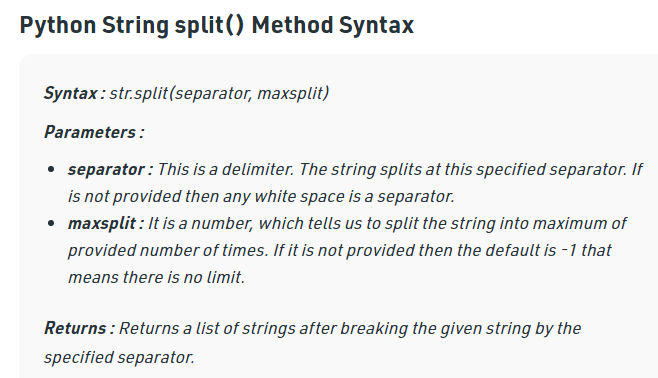 Python String split() Method Syntax
Syntax : str.split(separator, maxsplit)
Parameters :
separator : This is a delimiter. The string splits at this specified separator. If
is not provided then any white space is a separator.
maxsplit : It is a number, which tells us to split the string into maximum of
provided number of times. If it is not provided then the default is -1 that
means there is no limit.
Returns : Returns a list of strings after breaking the given string by the
specified separator.